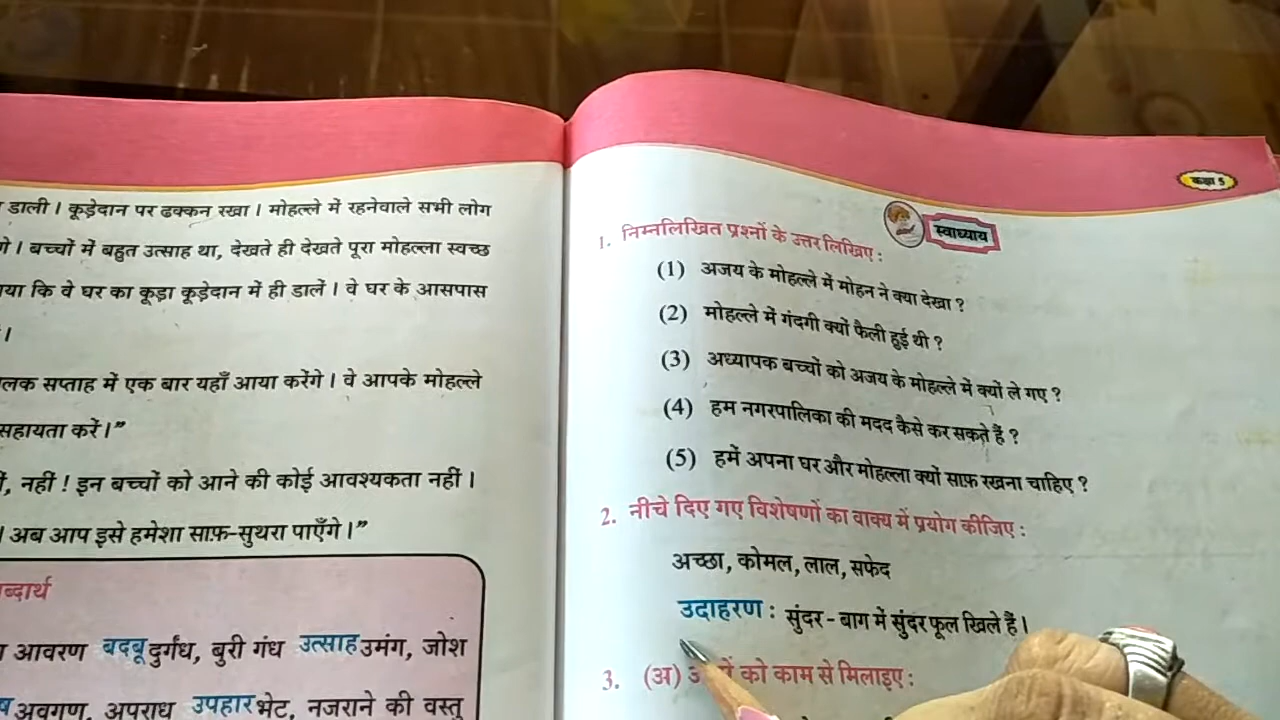 डाली । कूड़ेदान पर ढक्कन रखा । मोहल्ले में रहनेवाले सभी लोग
। बच्चों में बहुत उत्साह था, देखते ही देखते पूरा मोहल्ला स्वच्छ
कि वे घर का कूड़ा कूड़ेदान में ही डालें । वे घर के आसपास
।
सप्ताह में एक बार यहाँ आया करेंगे । वे आपके मोहल्ले
सहायता करें।”
नहीं ! इन बच्चों को आने की कोई आवश्यकता नहीं ।
। अब आप इसे हमेशा साफ़-सुथरा पाएँगे ।”
आवरण बदबू दुर्गंध, बुरी गंध उत्साह उमंग, जोश
अवगुण, अपराध उपहार भेंट, नजराने की वस्तु
कक्षा 5
स्वाध्याय
1. निम्नलिखित प्रश्नों के उत्तर लिखिए :
(1) अजय के मोहल्ले में मोहन ने क्या देखा ?
(2) मोहल्ले में गंदगी क्यों फैली हुई थी ?
(3) अध्यापक बच्चों को अजय के मोहल्ले में क्यों ले गए ?
(4) हम नगरपालिका की मदद कैसे कर सकते हैं ?
(5) हमें अपना घर और मोहल्ला क्यों साफ़ रखना चाहिए ?
2. नीचे दिए गए विशेषणों का वाक्य में प्रयोग कीजिए :
अच्छा, कोमल, लाल, सफेद
उदाहरण : सुंदर - बाग में सुंदर फूल खिले हैं ।
3. (अ) को काम से मिलाइए :